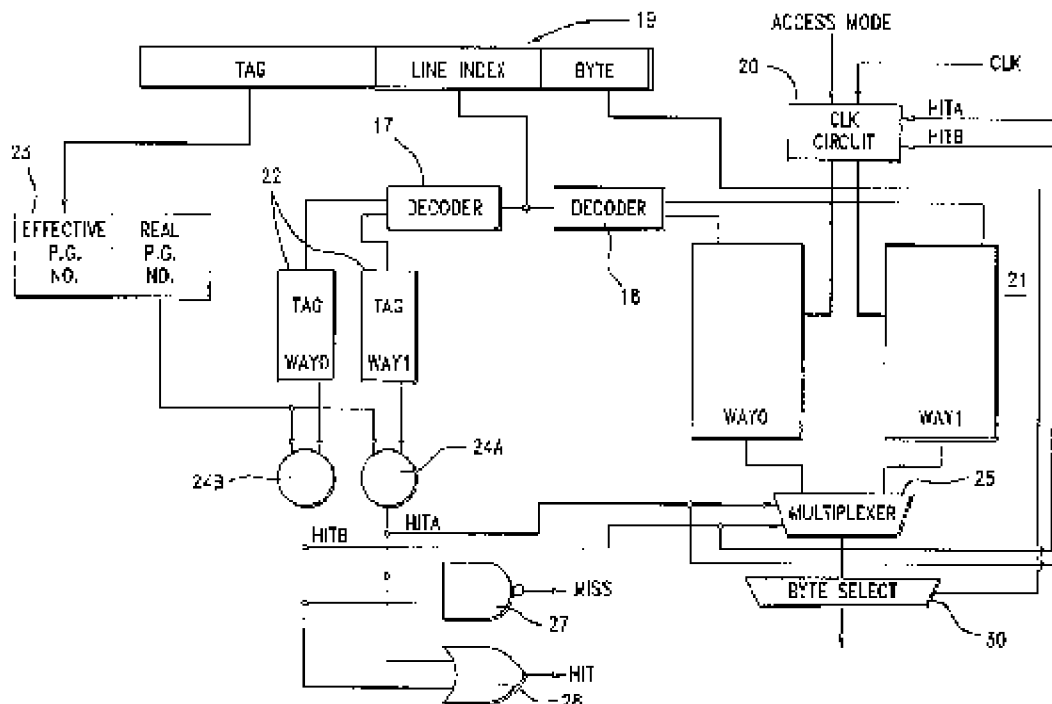 19
ACCESS MODE
TAG
LINE INDEX
BYTE
20
CLK
CLK
CIRCUIT
HITA
HITB
23
17
22
DECODER
DECODER
18
EFFECTIVE
P.G.
NO.
REAL
P.G.
NO.
21
TAG
WAY0
TAG
WAY1
WAY0
WAY1
24A
24B
25
MULTIPLEXER
HITA
HITB
BYTE SELECT
30
MISS
27
HIT